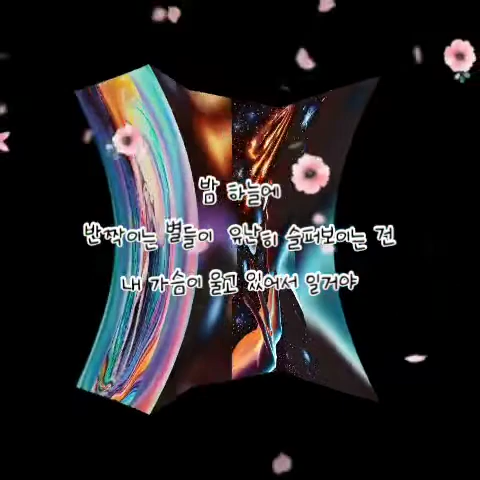 밤 하늘에
반짝이는 별들이 유난히 슬퍼보이는 건
내 가슴이 울고 있어서 일거야